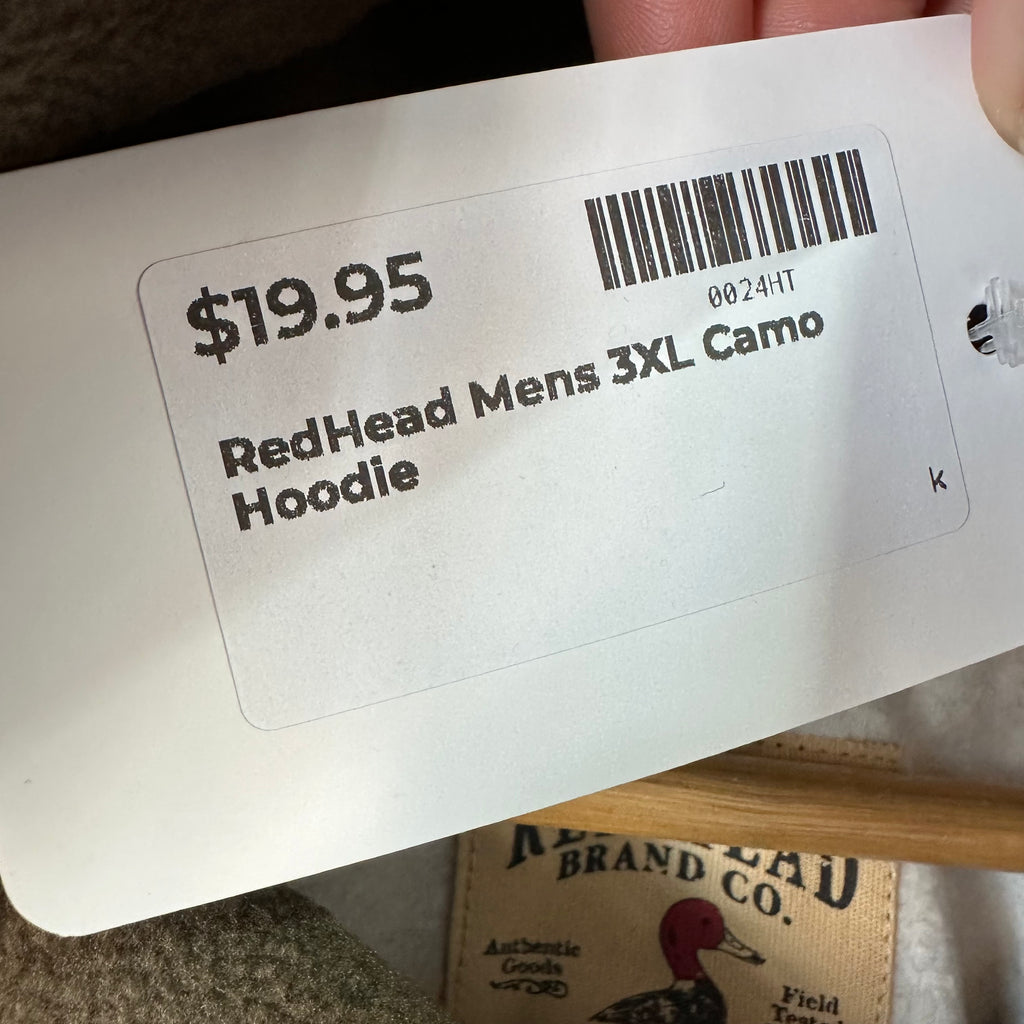 $19.95
0024HT
RedHead Mens 3XL Camo
Hoodie
k
BRAND CO.
Authentic
Goods
Field